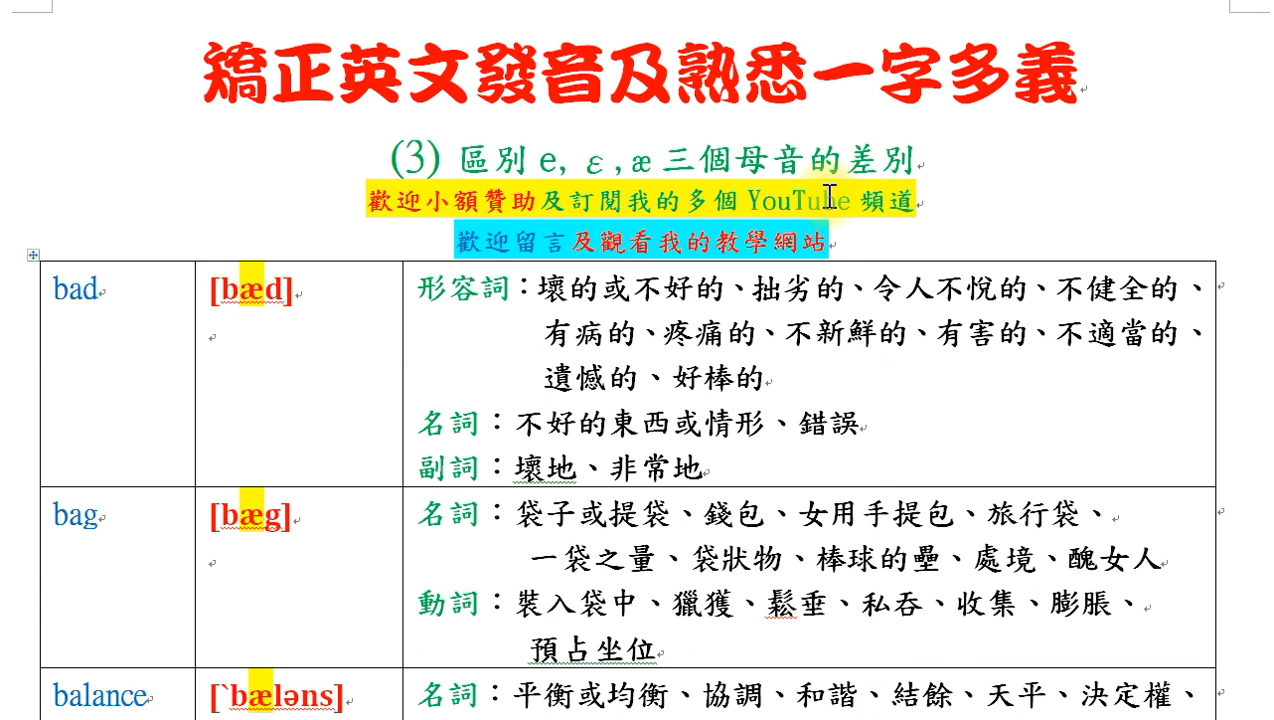 矯正英文發音及熟悉一字多義
(3) 區別 e, ε ,æ 三個母音的差別
歡迎小額贊助及訂閱我的多個 YouTube 頻道
歡迎留言及觀看我的教學網站
bad
[bæd]
形容詞：壞的或不好的、拙劣的、令人不悅的、不健全的、
有病的、疼痛的、不新鮮的、有害的、不適當的、
遺憾的、好棒的
名詞：不好的東西或情形、錯誤
副詞：壞地、非常地
bag
[bæg]
名詞：袋子或提袋、錢包、女用手提包、旅行袋、
一袋之量、袋狀物、棒球的壘、處境、醜女人
動詞：裝入袋中、獵獲、鬆垂、私吞、收集、膨脹、
預占坐位
balance
[ˋbæləns]
名詞：平衡或均衡、協調、和諧、結餘、天平、決定權、